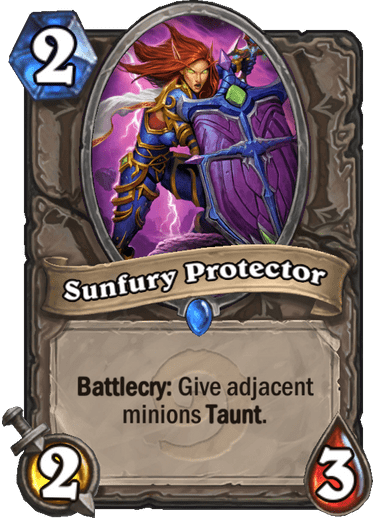 2
Sunfury Protector
Battlecry: Give adjacent
minions Taunt.
2
3